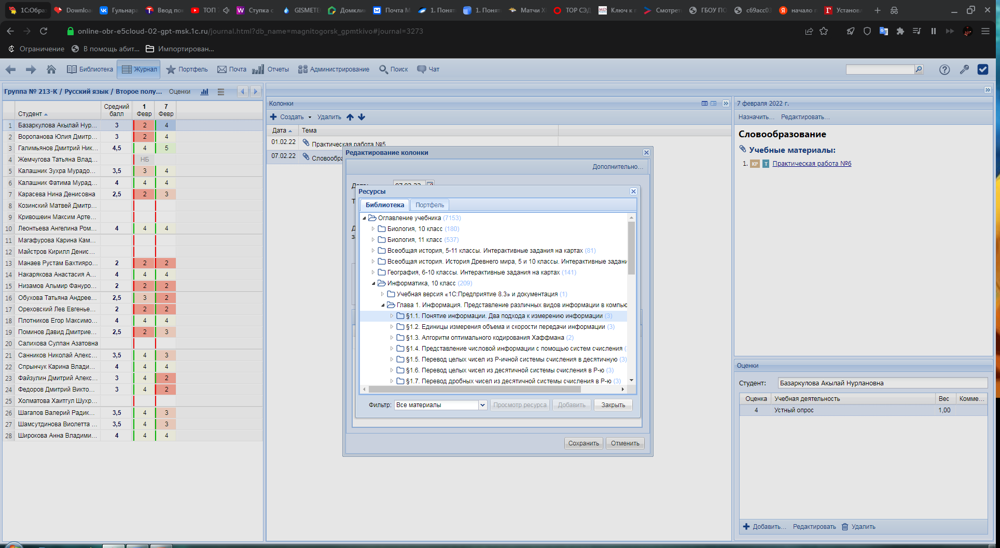 1С:Образ Downloa Гульнара Ввод пок ТОП Ступка с GISMETE Домкли Почта М 1. Понят 1. Понят Матчи ХК ТОР СЭД Ключ к г Смотрет ГБОУ ПО c69acc03 начало п Установ
online-obr-e5cloud-02-gpt-msk.1c.ru/journal.html?db_name=magnitogorsk_gpmtkivo#journal=3273
Ограничение В помощь абит... Импортирован...
Библиотека Журнал Портфель Почта Отчеты Администрирование Поиск Чат
Группа № 213-К / Русский язык / Второе полу... Оценки
Студент Средний балл 1 Февр 7 Февр
1 Базаркулова Акылай Нур... 3 2 4
2 Воропанова Юлия Дмитр... 3 2 4
3 Галимьянов Дмитрий Ник... 4,5 4 5
4 Жемчугова Татьяна Влад... НБ
5 Калашник Зухра Мурадо... 3,5 3 4
6 Калашник Фатима Мурад... 4 4 4
7 Карасева Нина Денисовна 2,5 2 3
8 Козинский Матвей Дмитр...
9 Кривошеин Максим Арте...
10 Леонтьева Ангелина Ром... 4 4 4
11 Магафурова Карина Кам...
12 Майстров Кирилл Денис...
13 Манаев Рустам Бахтияро... 2 2 2
14 Накарякова Анастасия А... 4 4 4
15 Низамов Альмир Фануро... 2 2 2
16 Обухова Татьяна Андрее... 2,5 3 2
17 Ореховский Лев Евгенье... 2 2 2
18 Плотников Егор Максимо... 4 4 4
19 Поминов Давид Дмитрие... 2,5 2 3
20 Салихова Сулпан Азатовна
21 Санников Николай Алекс... 3,5 4 3
22 Спрынчук Карина Влади... 4 4 4
23 Файзулин Дмитрий Алекс... 3 4 2
24 Федоров Дмитрий Викто... 3 4 2
25 Холматова Хаитгул Шухр...
26 Шагапов Валерий Радик... 3,5 4 3
27 Шамсутдинова Виолетта ... 3,5 4 3
28 Широкова Анна Владими... 4 4 4
Колонки
Создать Удалить
Дата Тема
01.02.22 Практическая работа №5
07.02.22 Словообра
Редактирование колонки
Дополнительно...
07.02.22
Ресурсы
Библиотека Портфель
Оглавление учебника (7153)
Биология, 10 класс (180)
Биология, 11 класс (537)
Всеобщая история, 5-11 классы. Интерактивные задания на картах (81)
Всеобщая история. История Древнего мира, 5 и 10 классы. Интерактивные задани
География, 6-10 классы. Интерактивные задания на картах (141)
Информатика, 10 класс (209)
Учебная версия «1С:Предприятие 8.3» и документация (1)
Глава 1. Информация. Представление различных видов информации в компью
§1.1. Понятие информации. Два подхода к измерению информации (3)
§1.2. Единицы измерения объема и скорости передачи информации (3)
§1.3. Алгоритм оптимального кодирования Хаффмана (2)
§1.4. Представление числовой информации с помощью систем счисления
§1.5. Перевод целых чисел из Р-ичной системы счисления в десятичную (3)
§1.6. Перевод целых чисел из десятичной системы счисления в Р-ю (3)
§1.7. Перевод дробных чисел из десятичной системы счисления в Р-ю (3)
Фильтр: Все материалы Просмотр ресурса Добавить Закрыть
Сохранить Отменить
7 февраля 2022 г.
Назначить... Редактировать...
Словообразование
Учебные материалы:
1. КР Т Практическая работа №6
Оценки
Студент: Базаркулова Акылай Нурлановна
Оценка Учебная деятельность Вес Комме...
4 Устный опрос 1,00
Добавить... Редактировать Удалить